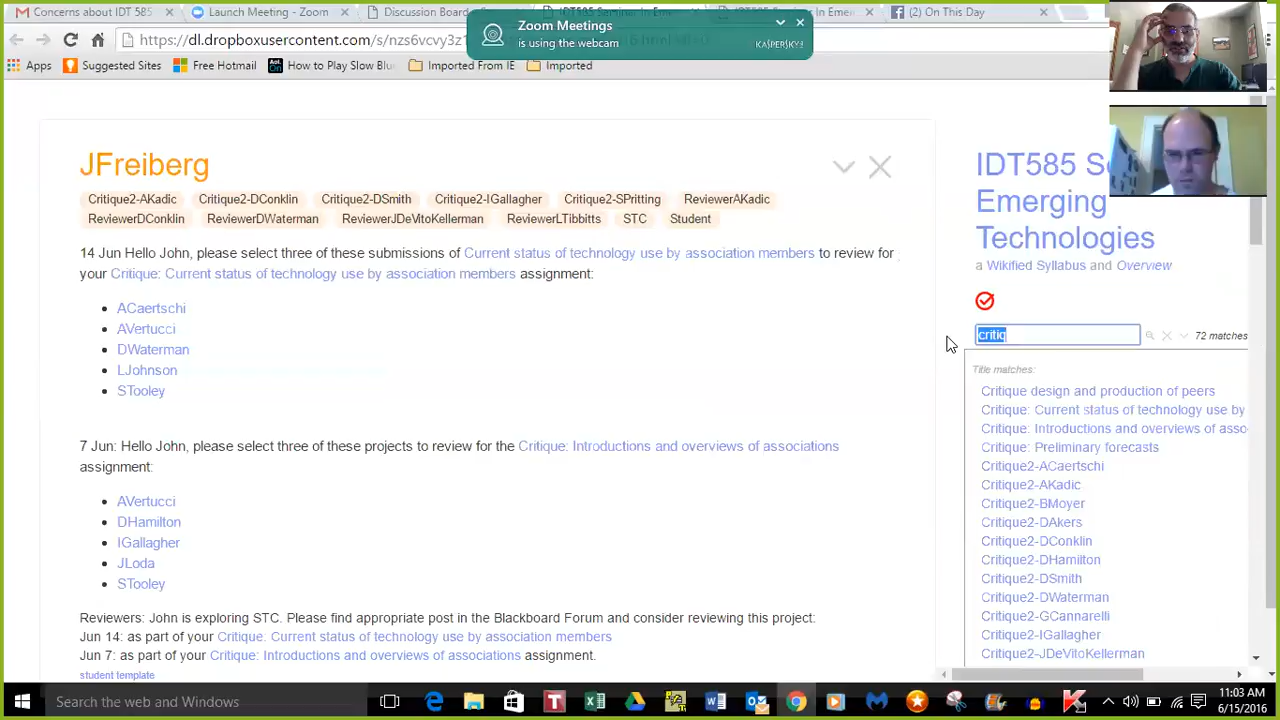 Concerns about IDT 585
Launch Meeting - Zoom
Discussion Board
(2) On This Day
Zoom Meetings
is using the webcam
KASPERSKY
https://dl.dropboxusercontent.com/s/nzs6vcvy3z1
Apps
Suggested Sites
Free Hotmail
Aol. On
How to Play Slow Blu
Imported From IE
Imported
JFreiberg
Critique2-AKadic Critique2-DConklin Critique2-DSmith Critique2-IGallagher Critique2-SPritting ReviewerAKadic
ReviewerDConklin ReviewerDWaterman ReviewerJDeVitoKellerman ReviewerLTibbitts STC Student
14 Jun Hello John, please select three of these submissions of Current status of technology use by association members to review for
your Critique: Current status of technology use by association members assignment:
ACaertschi
AVertucci
DWaterman
LJohnson
STooley
7 Jun: Hello John, please select three of these projects to review for the Critique: Introductions and overviews of associations
assignment:
AVertucci
DHamilton
IGallagher
JLoda
STooley
Reviewers: John is exploring STC. Please find appropriate post in the Blackboard Forum and consider reviewing this project:
Jun 14: as part of your Critique: Current status of technology use by association members
Jun 7: as part of your Critique: Introductions and overviews of associations assignment.
student template
IDT585 S
Emerging
Technologies
a Wikified Syllabus and Overview
critiq
72 matches
Title matches:
Critique design and production of peers
Critique: Current status of technology use by
Critique: Introductions and overviews of asso
Critique: Preliminary forecasts
Critique2-ACaertschi
Critique2-AKadic
Critique2-BMoyer
Critique2-DAkers
Critique2-DConklin
Critique2-DHamilton
Critique2-DSmith
Critique2-DWaterman
Critique2-GCannarelli
Critique2-IGallagher
Critique2-JDeVitoKellerman
Search the web and Windows
11:03 AM
6/15/2016